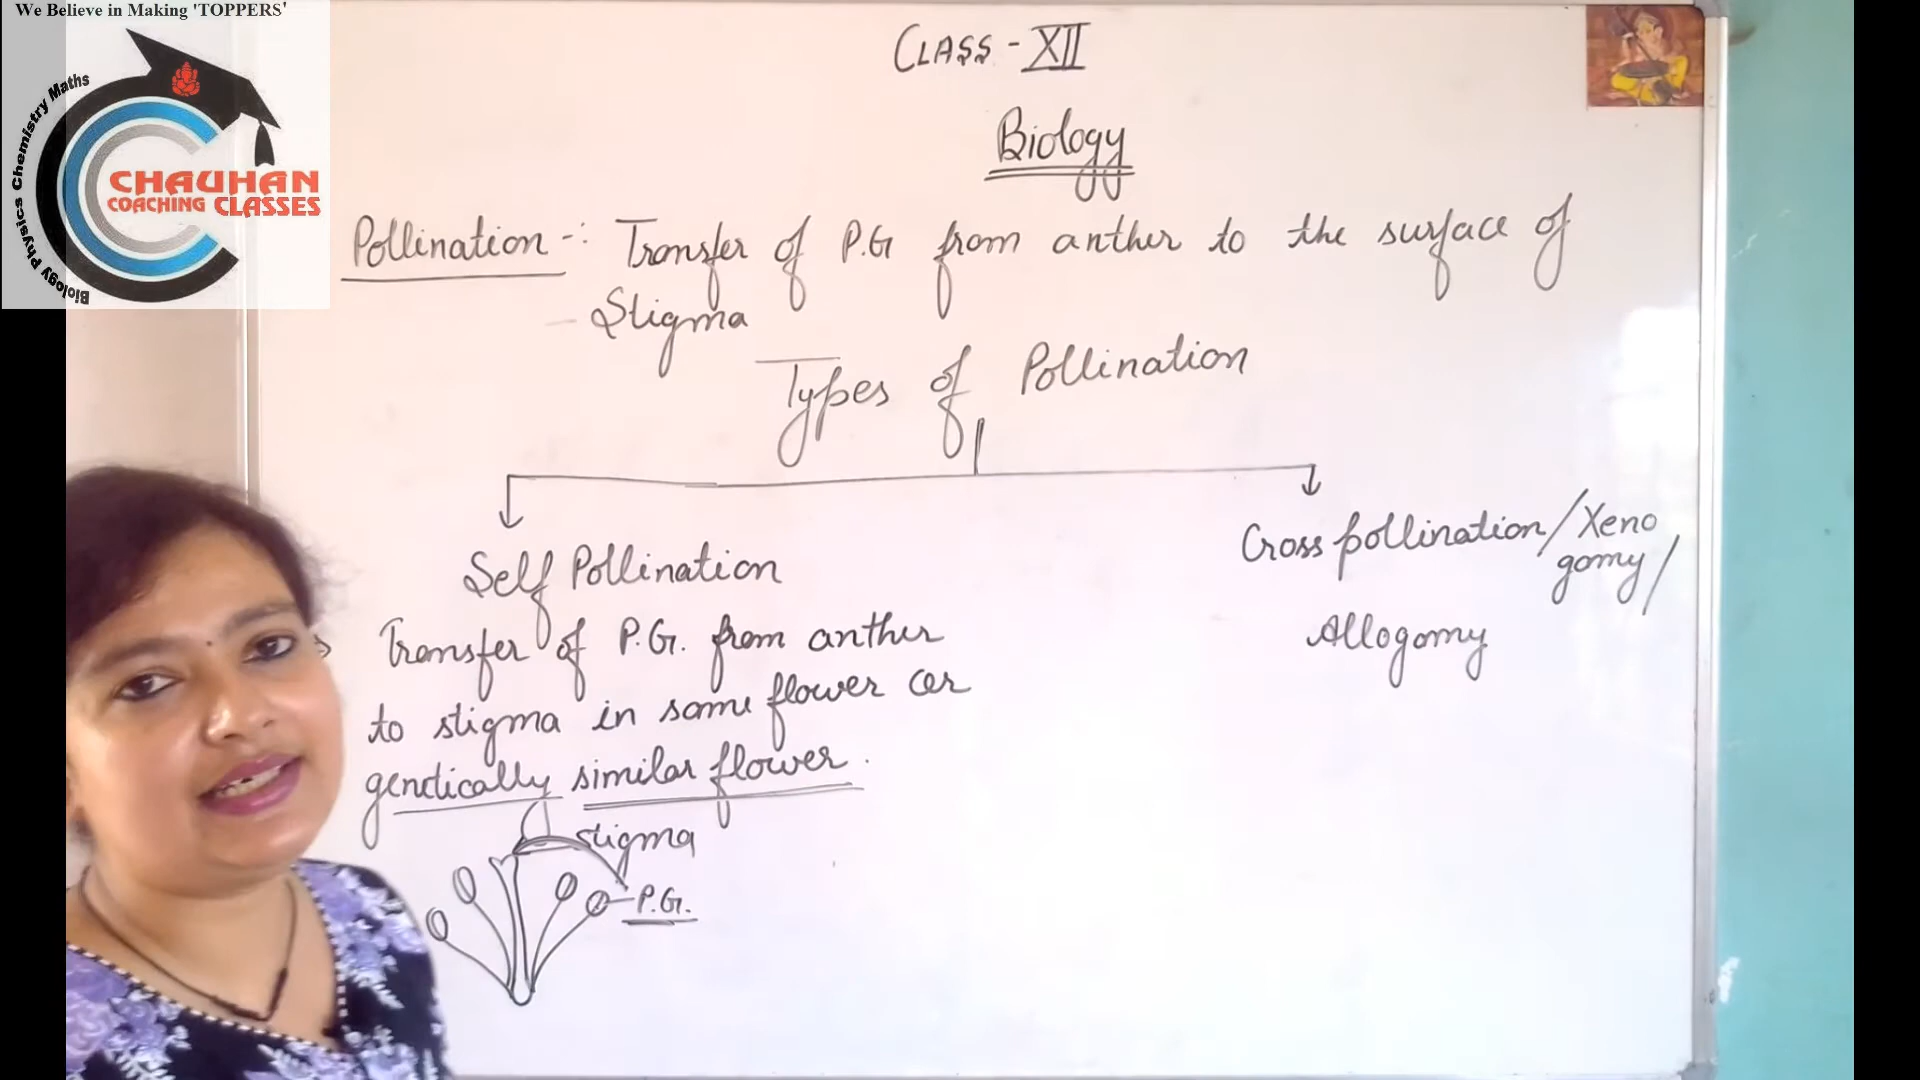 We Believe in Making 'TOPPERS'
Biology Physics Chemistry Maths
CHAUHAN
COACHING CLASSES
CLASS - XII
Biology
Pollination -: Transfer of P.G from anther to the surface of
Stigma
Types of Pollination
Self Pollination
Transfer of P.G. from anther
to stigma in same flower or
genetically similar flower.
stigma
P.G.
Cross pollination/Xeno
gamy/
Allogamy